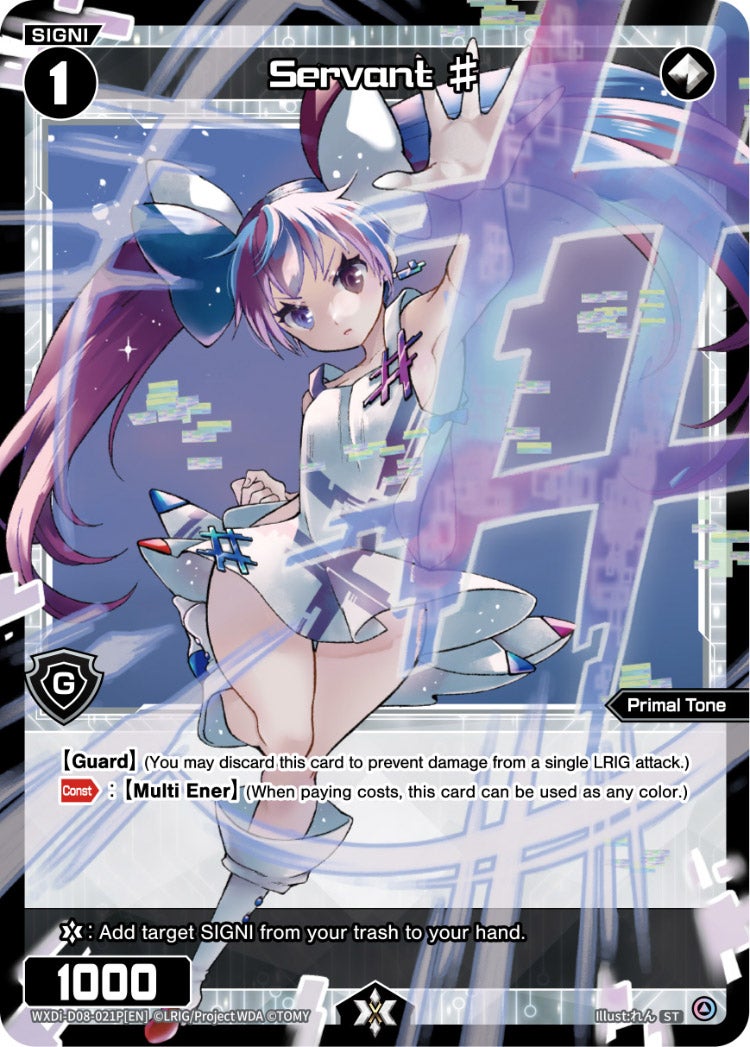 SIGNI
1
Servant #
G
Primal Tone
【Guard】 (You may discard this card to prevent damage from a single LRIG attack.)
Const : 【Multi Ener】 (When paying costs, this card can be used as any color.)
: Add target SIGNI from your trash to your hand.
1000
WXDi-D08-021P[EN] ©LRIG/Project WDA ©TOMY
Illust:れん ST